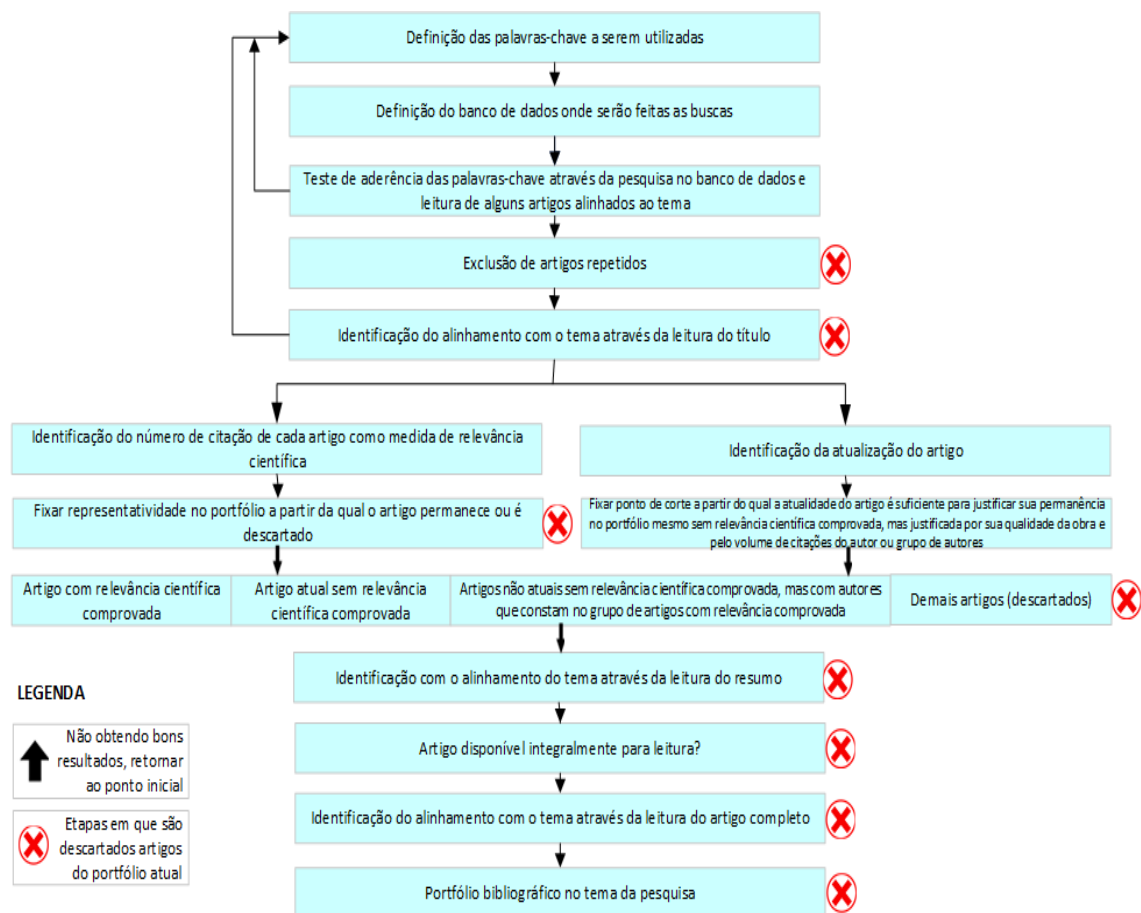 Definição das palavras-chave a serem utilizadas
Definição do banco de dados onde serão feitas as buscas
Teste de aderência das palavras-chave através da pesquisa no banco de dados e
leitura de alguns artigos alinhados ao tema
Exclusão de artigos repetidos
Identificação do alinhamento com o tema através da leitura do título
Identificação do número de citação de cada artigo como medida de relevância
científica
Identificação da atualização do artigo
Fixar representatividade no portfólio a partir da qual o artigo permanece ou é
descartado
Fixar ponto de corte a partir do qual a atualidade do artigo é suficiente para justificar sua permanência
no portfólio mesmo sem relevância científica comprovada, mas justificada por sua qualidade da obra e
pelo volume de citações do autor ou grupo de autores
Artigo com relevância científica
comprovada
Artigo atual sem relevância
científica comprovada
Artigos não atuais sem relevância científica comprovada, mas com autores
que constam no grupo de artigos com relevância comprovada
Demais artigos (descartados)
Identificação com o alinhamento do tema através da leitura do resumo
Artigo disponível integralmente para leitura?
Identificação do alinhamento com o tema através da leitura do artigo completo
Portfólio bibliográfico no tema da pesquisa
LEGENDA
Não obtendo bons
resultados, retornar
ao ponto inicial
Etapas em que são
descartados artigos
do portfólio atual